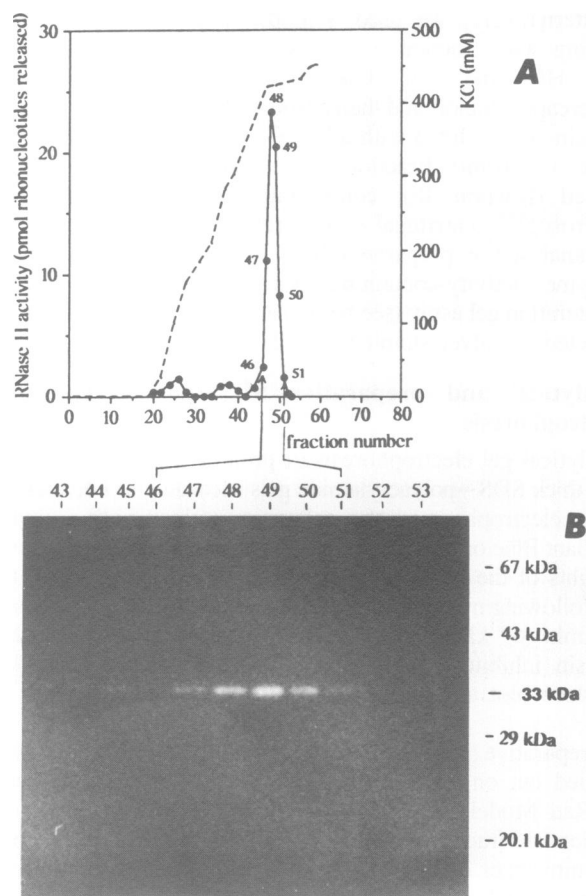 RNase H activity (pmol ribonucleotides released)
30
20
10
0
A
500
400
300
200
100
0
KCl (mM)
48
49
47
50
46
51
0 10 20 30 40 50 60 70 80
fraction number
43 44 45 46 47 48 49 50 51 52 53
B
- 67 kDa
- 43 kDa
- 33 kDa
- 29 kDa
- 20.1 kDa